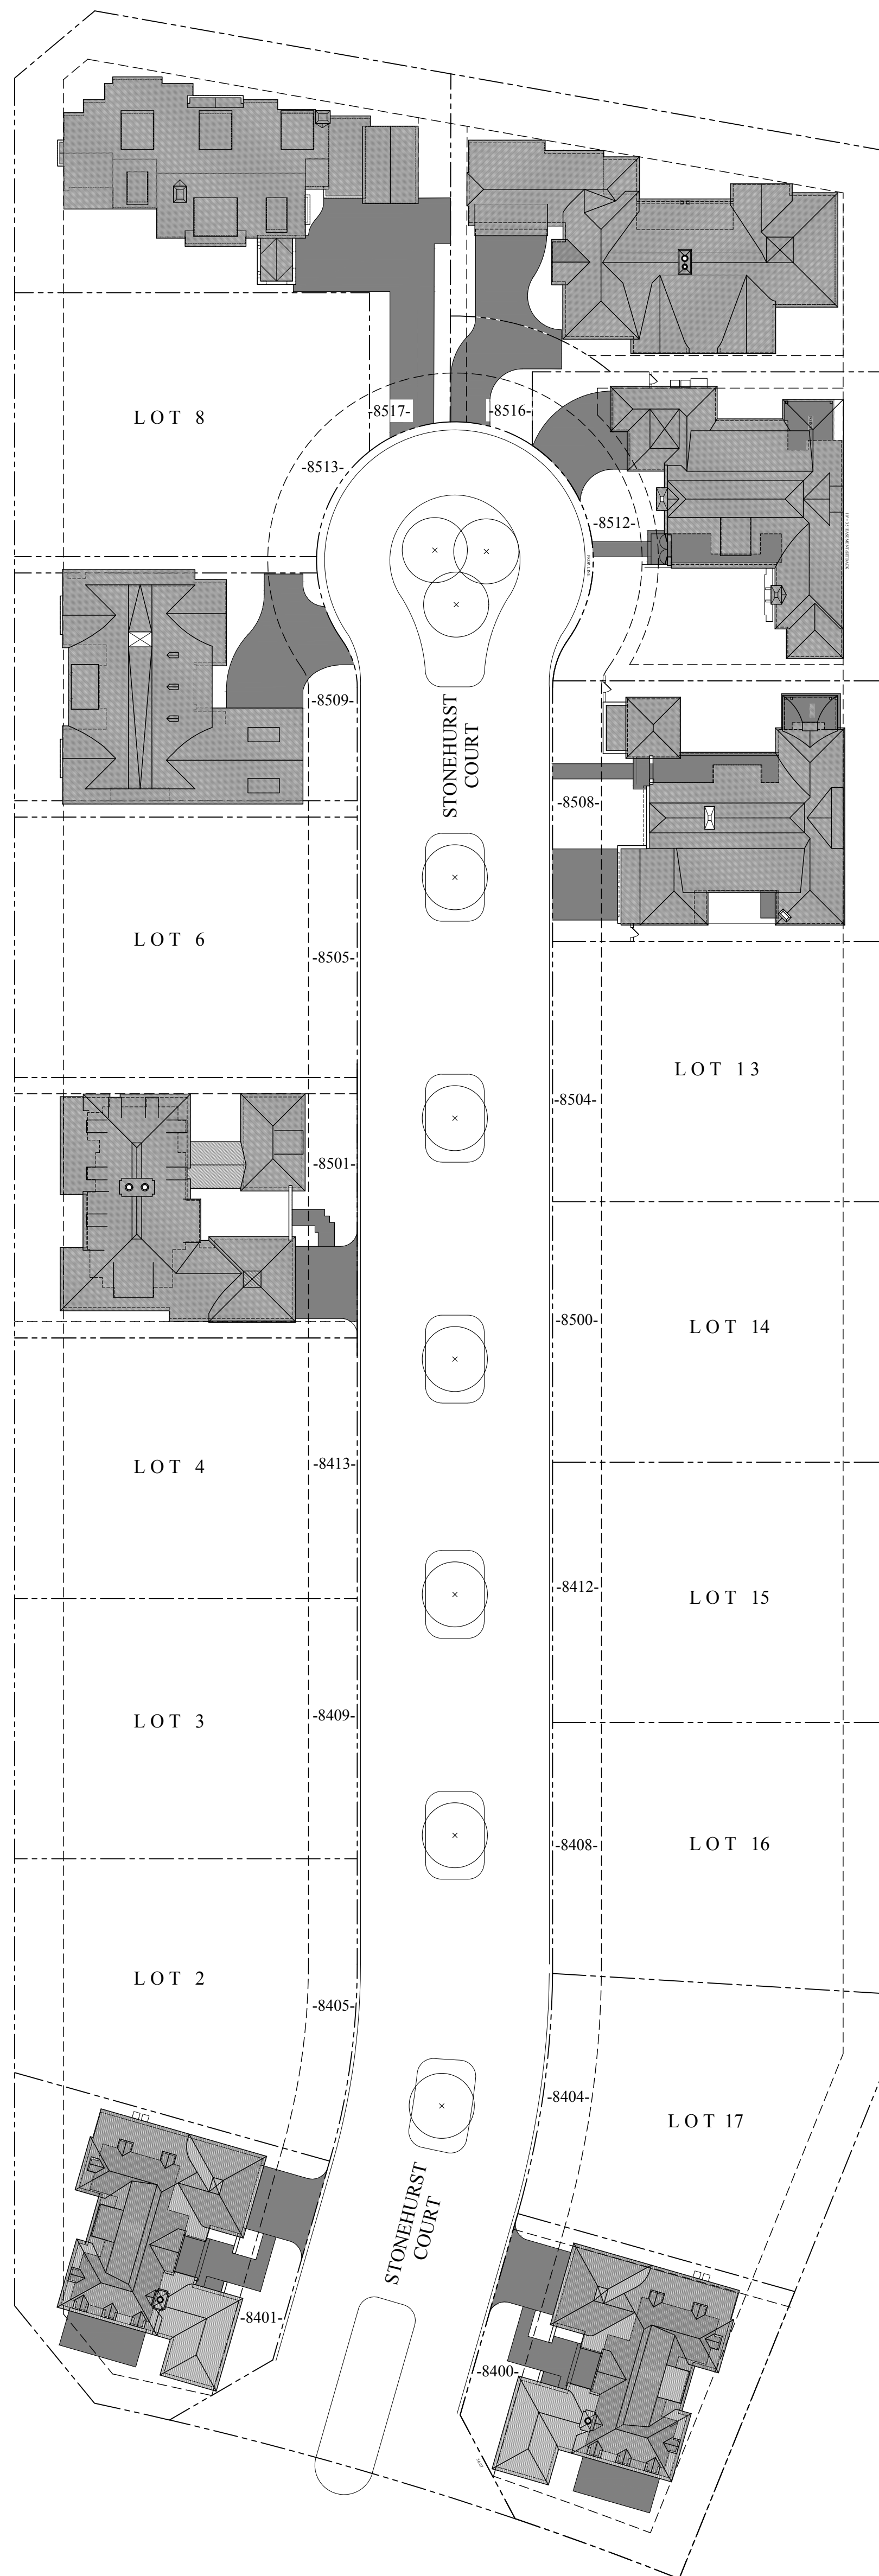 LOT 8
-8517-
-8516-
-8513-
-8512-
-8509-
STONEHURST
COURT
-8508-
LOT 6
-8505-
LOT 13
-8504-
-8501-
-8500-
LOT 14
LOT 4
-8413-
-8412-
LOT 15
LOT 3
-8409-
-8408-
LOT 16
LOT 2
-8405-
-8404-
LOT 17
STONEHURST
COURT
-8401-
-8400-